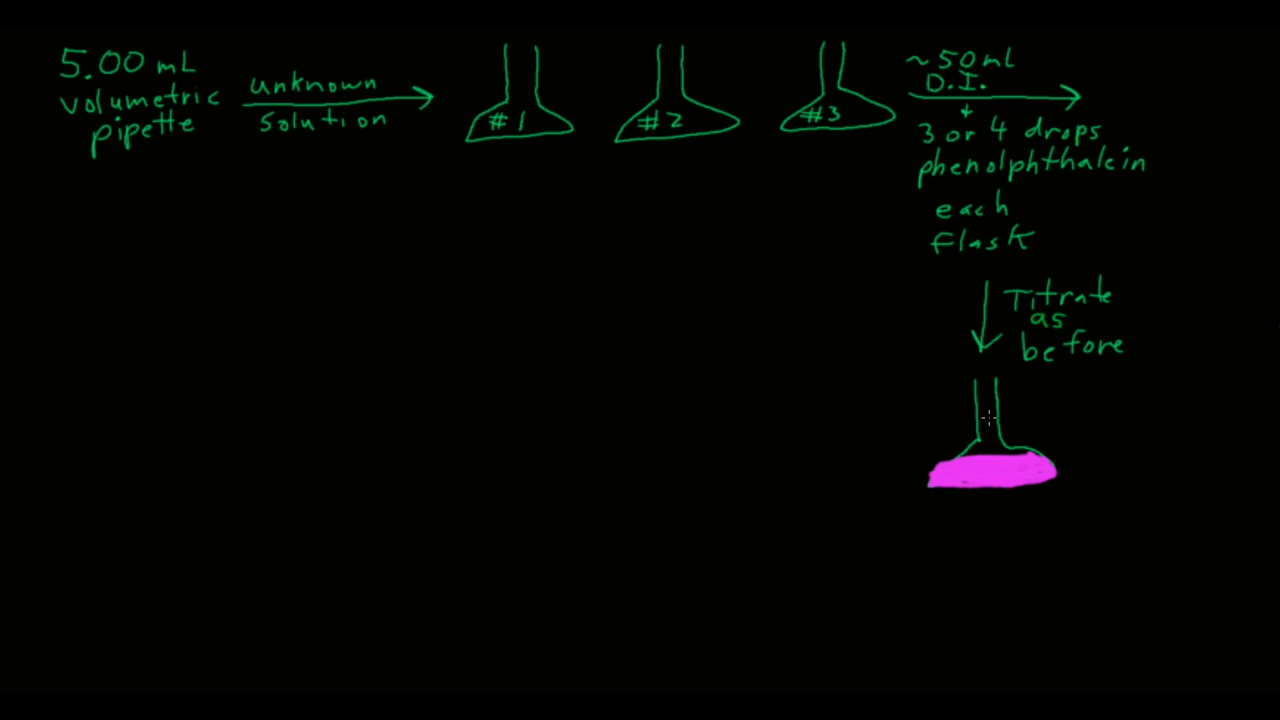 5.00 mL
volumetric
pipette
unknown
solution
#1
#2
#3
~50ml
D.I.
+
3 or 4 drops
phenolphthalein
each
flask
Titrate
as
before